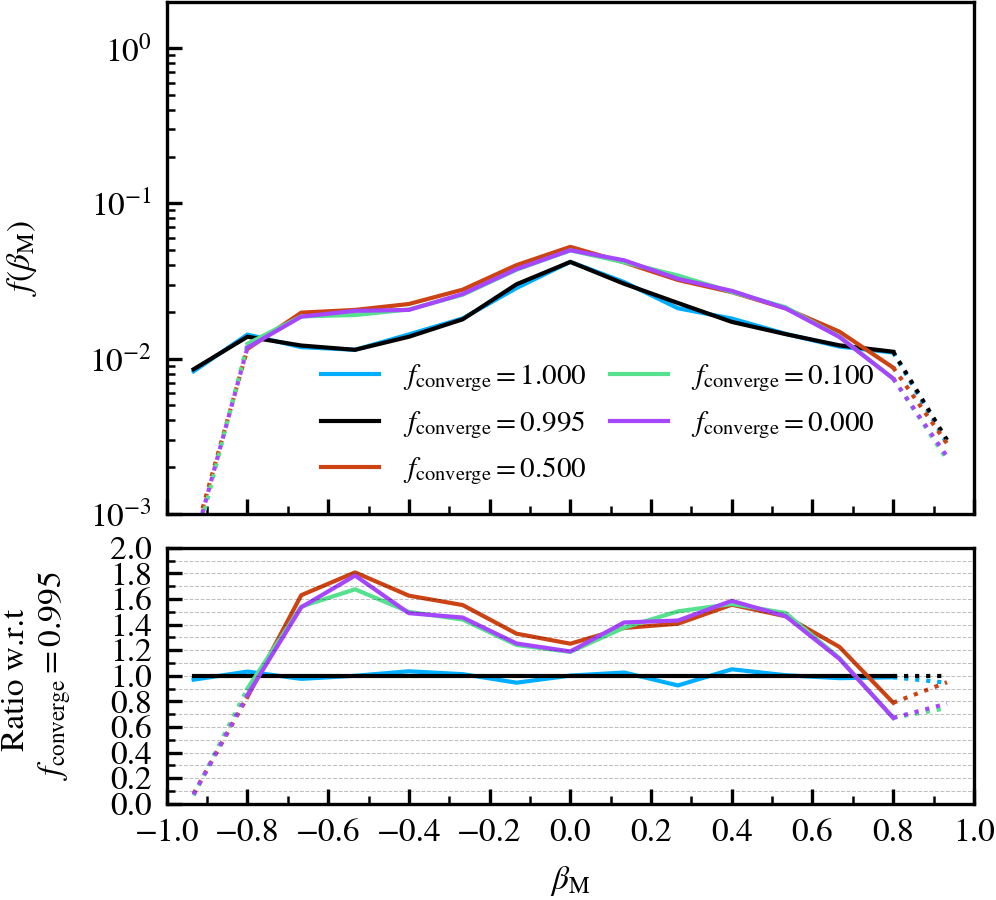 10⁰
10⁻¹
f(β_M)
10⁻²
f_converge = 1.000
f_converge = 0.100
f_converge = 0.995
f_converge = 0.000
f_converge = 0.500
10⁻³
Ratio w.r.t
f_converge = 0.995
2.0
1.8
1.6
1.4
1.2
1.0
0.8
0.6
0.4
0.2
0.0
−1.0 −0.8 −0.6 −0.4 −0.2 0.0 0.2 0.4 0.6 0.8 1.0
β_M